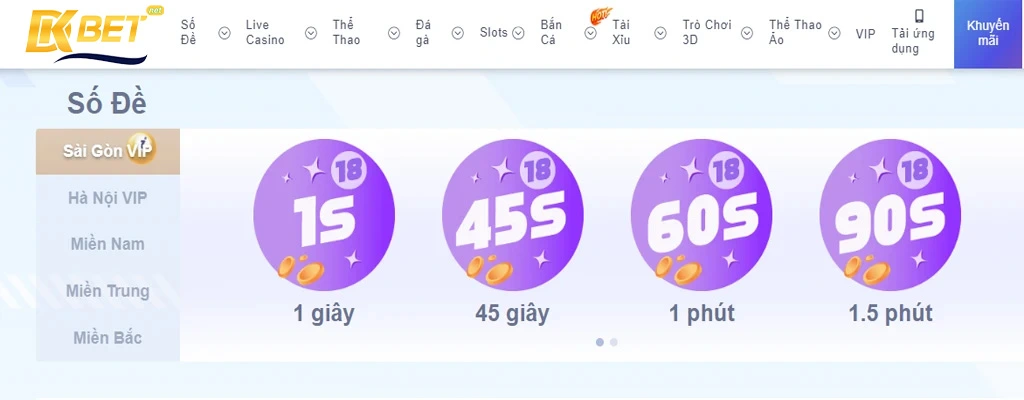 DK BET .net
Số Đề
Live Casino
Thể Thao
Đá gà
Slots
Bắn Cá
HOT
Tài Xỉu
Trò Chơi 3D
Thể Thao Ảo
VIP
Tải ứng dụng
Khuyến mãi
Số Đề
Sài Gòn VIP
Hà Nội VIP
Miền Nam
Miền Trung
Miền Bắc
18 18 18 18
1S 45S 60S 90S
1 giây 45 giây 1 phút 1.5 phút